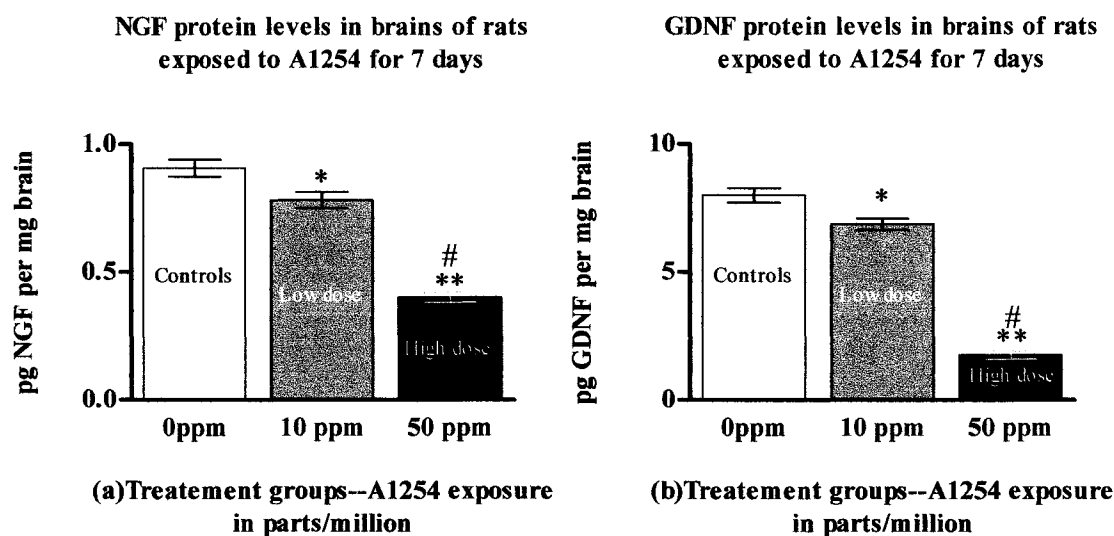 NGF protein levels in brains of rats
exposed to A1254 for 7 days
pg NGF per mg brain
1.0
0.5
0.0
*
#
**
Controls
Low dose
High dose
0ppm
10 ppm
50 ppm
(a)Treatement groups--A1254 exposure
in parts/million
GDNF protein levels in brains of rats
exposed to A1254 for 7 days
pg GDNF per mg brain
10
5
0
*
#
**
Controls
Low dose
High dose
0ppm
10 ppm
50 ppm
(b)Treatement groups--A1254 exposure
in parts/million